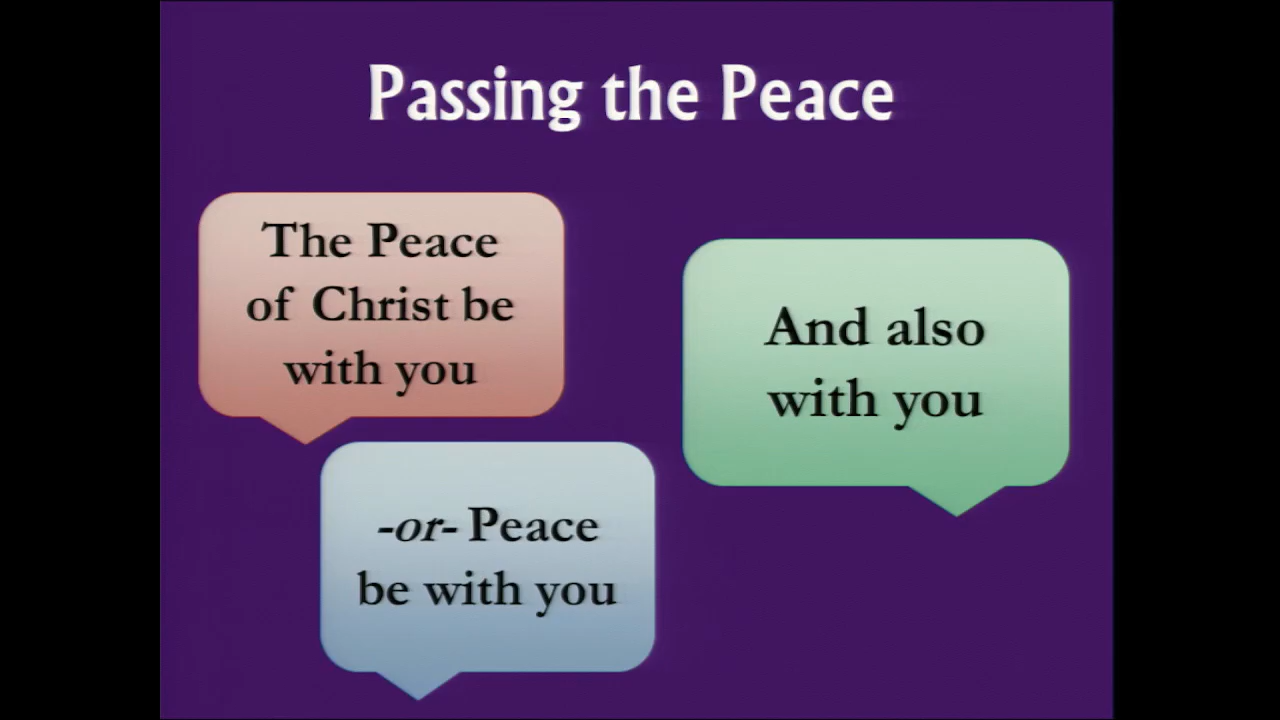 Passing the Peace
The Peace
of Christ be
with you
And also
with you
-or- Peace
be with you